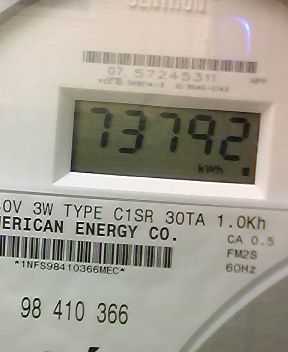 07 57245311
73792
kWh
0V 3W TYPE C1SR 30TA 1.0Kh
ERICAN ENERGY CO.
CA 0.5
*1NFS98410366MEC*
FM2S
60Hz
98 410 366